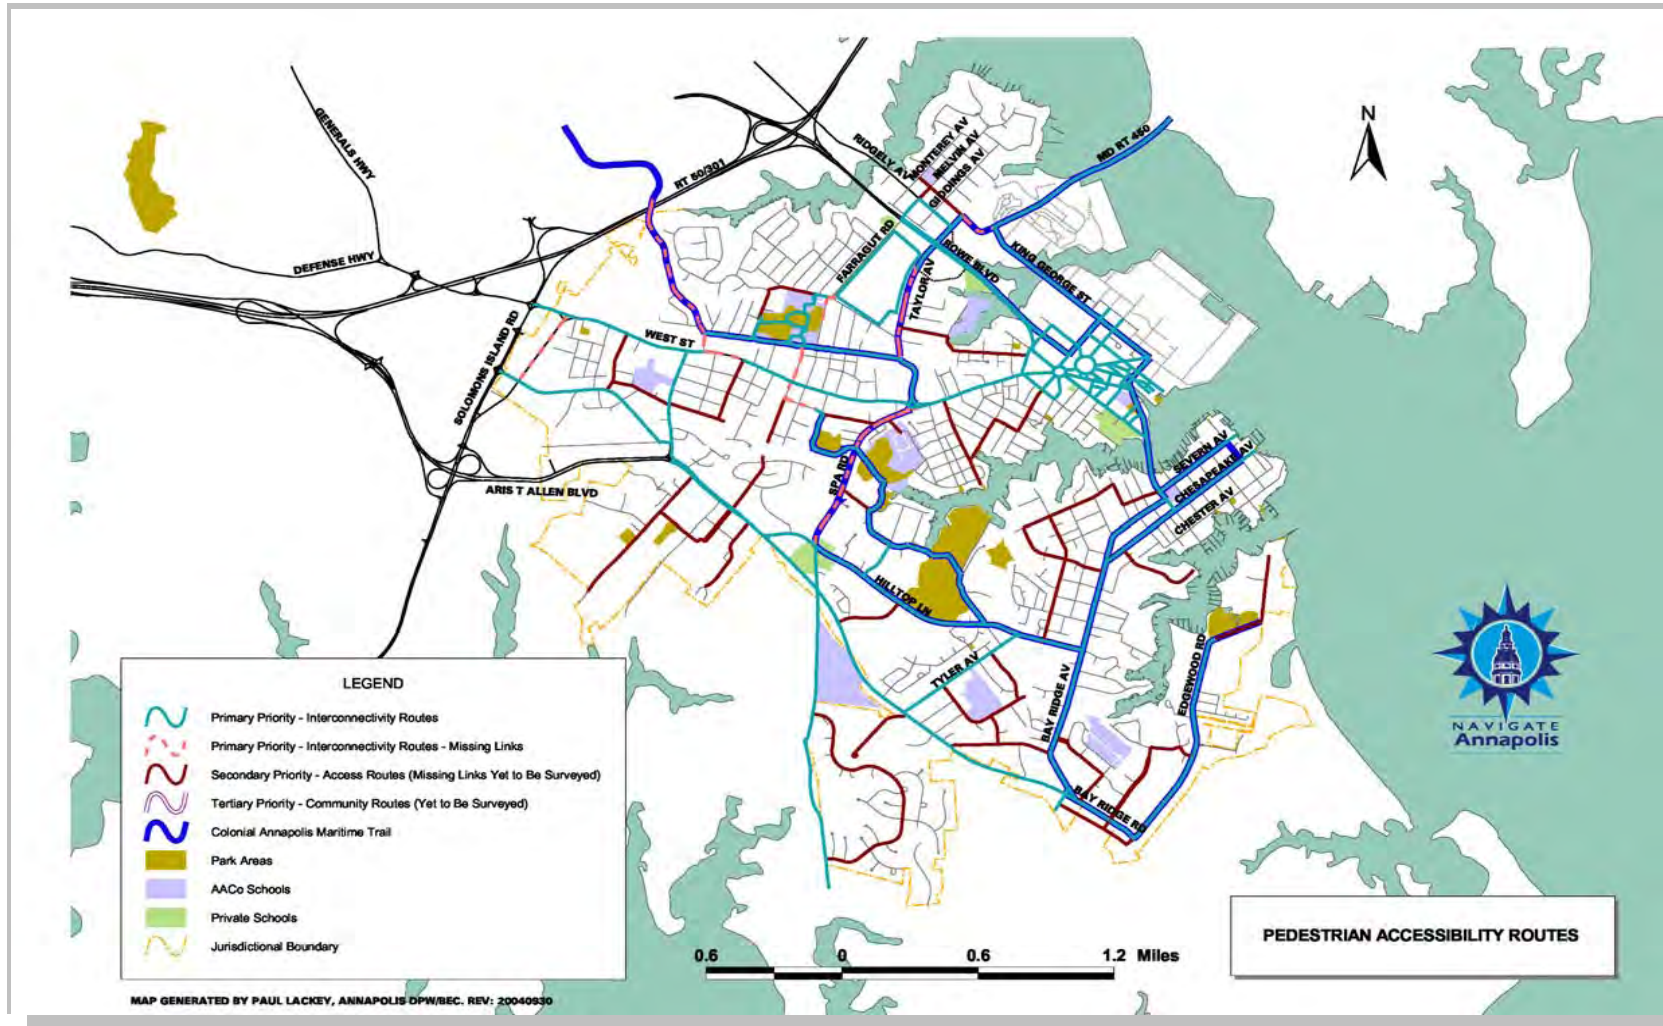 GENERALS HWY
RIDGELY AV
MONTEREY AV
MELVIN AV
GIDDINGS AV
MD RT 450
N
RT 50/301
DEFENSE HWY
FARRAGUT RD
ROWE BLVD
KING GEORGE ST
TAYLOR AV
WEST ST
SOLOMONS ISLAND RD
SEVERN AV
CHESAPEAKE AV
CHESTER AV
SPA RD
ARIS T ALLEN BLVD
HILLTOP LN
TYLER AV
EDGEWOOD RD
BAY RIDGE AV
BAY RIDGE RD
NAVIGATE
Annapolis
LEGEND
Primary Priority - Interconnectivity Routes
Primary Priority - Interconnectivity Routes - Missing Links
Secondary Priority - Access Routes (Missing Links Yet to Be Surveyed)
Tertiary Priority - Community Routes (Yet to Be Surveyed)
Colonial Annapolis Maritime Trail
Park Areas
AACo Schools
Private Schools
Jurisdictional Boundary
PEDESTRIAN ACCESSIBILITY ROUTES
0.6 0 0.6 1.2 Miles
MAP GENERATED BY PAUL LACKEY, ANNAPOLIS DPW/BEC. REV: 20040930